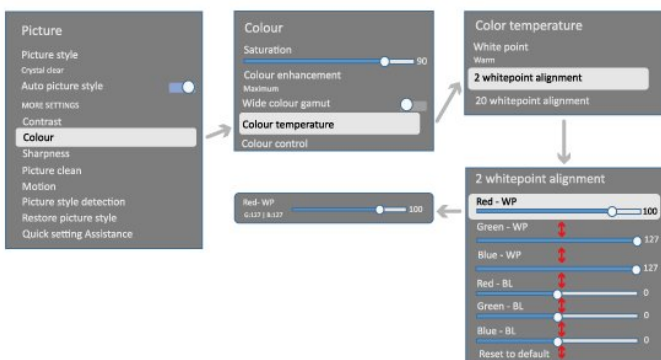 Picture
Picture style
Crystal clear
Auto picture style
MORE SETTINGS
Contrast
Colour
Sharpness
Picture clean
Motion
Picture style detection
Restore picture style
Quick setting Assistance
Colour
Saturation
90
Colour enhancement
Maximum
Wide colour gamut
Colour temperature
Colour control
Color temperature
White point
Warm
2 whitepoint alignment
20 whitepoint alignment
2 whitepoint alignment
Red - WP
100
Green - WP
127
Blue - WP
127
Red - BL
0
Green - BL
0
Blue - BL
0
Reset to default
Red- WP
G:127 | B:127
100